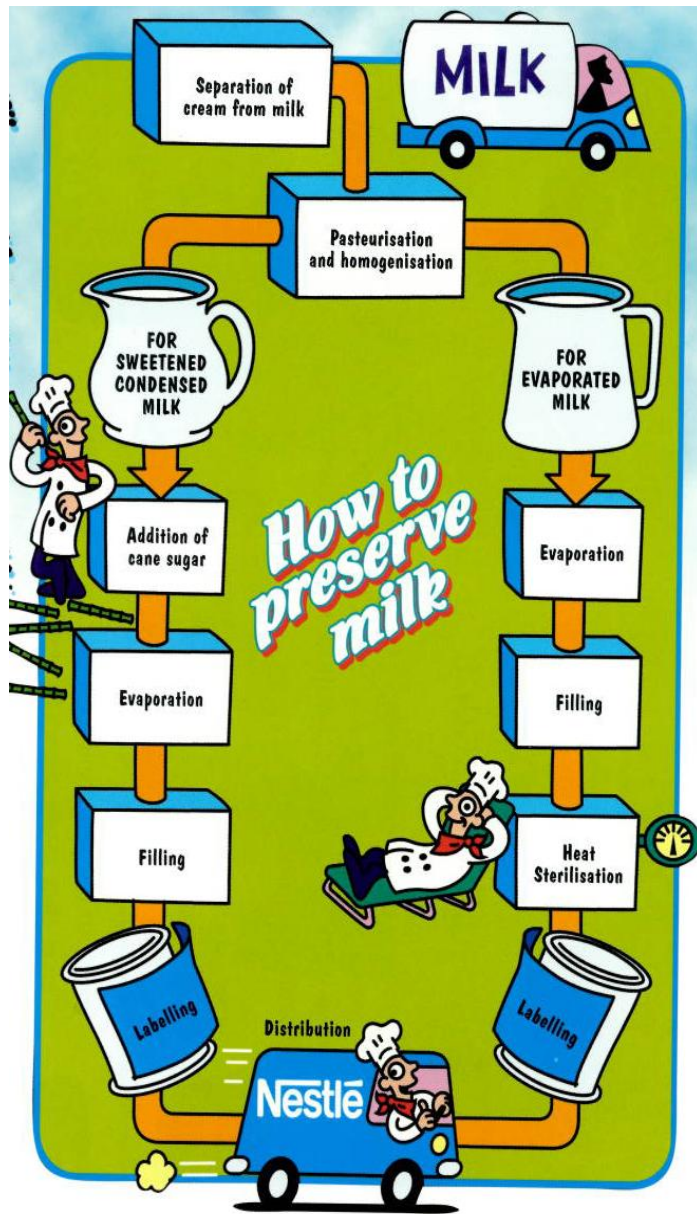 MILK
Separation of
cream from milk
Pasteurisation
and homogenisation
FOR
SWEETENED
CONDENSED
MILK
FOR
EVAPORATED
MILK
How to
preserve
milk
Addition of
cane sugar
Evaporation
Filling
Labelling
Evaporation
Filling
Heat
Sterilisation
Labelling
Distribution
Nestlé